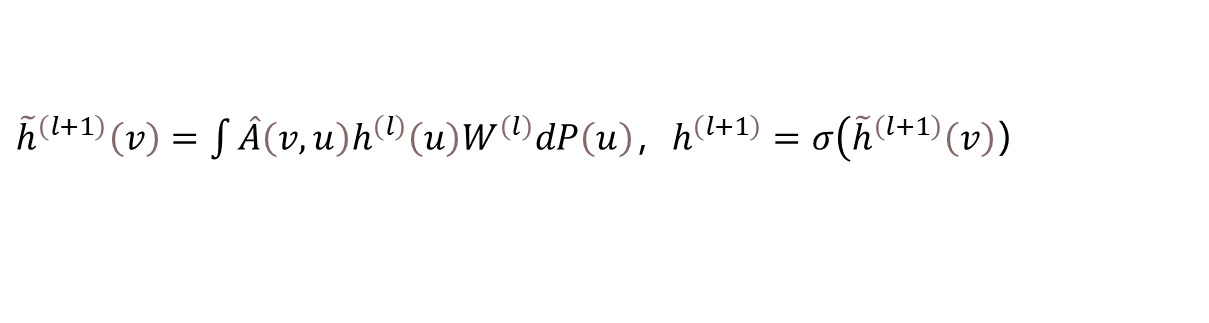 h̃⁽ˡ⁺¹⁾(v) = ∫ Â(v,u)h⁽ˡ⁾(u)W⁽ˡ⁾dP(u), h⁽ˡ⁺¹⁾ = σ(h̃⁽ˡ⁺¹⁾(v))